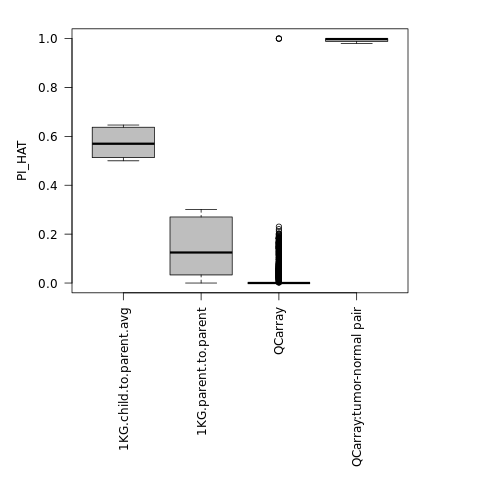 1.0
0.8
0.6
0.4
0.2
0.0
PI_HAT
1KG.child.to.parent.avg
1KG.parent.to.parent
QCarray
QCarray:tumor-normal pair